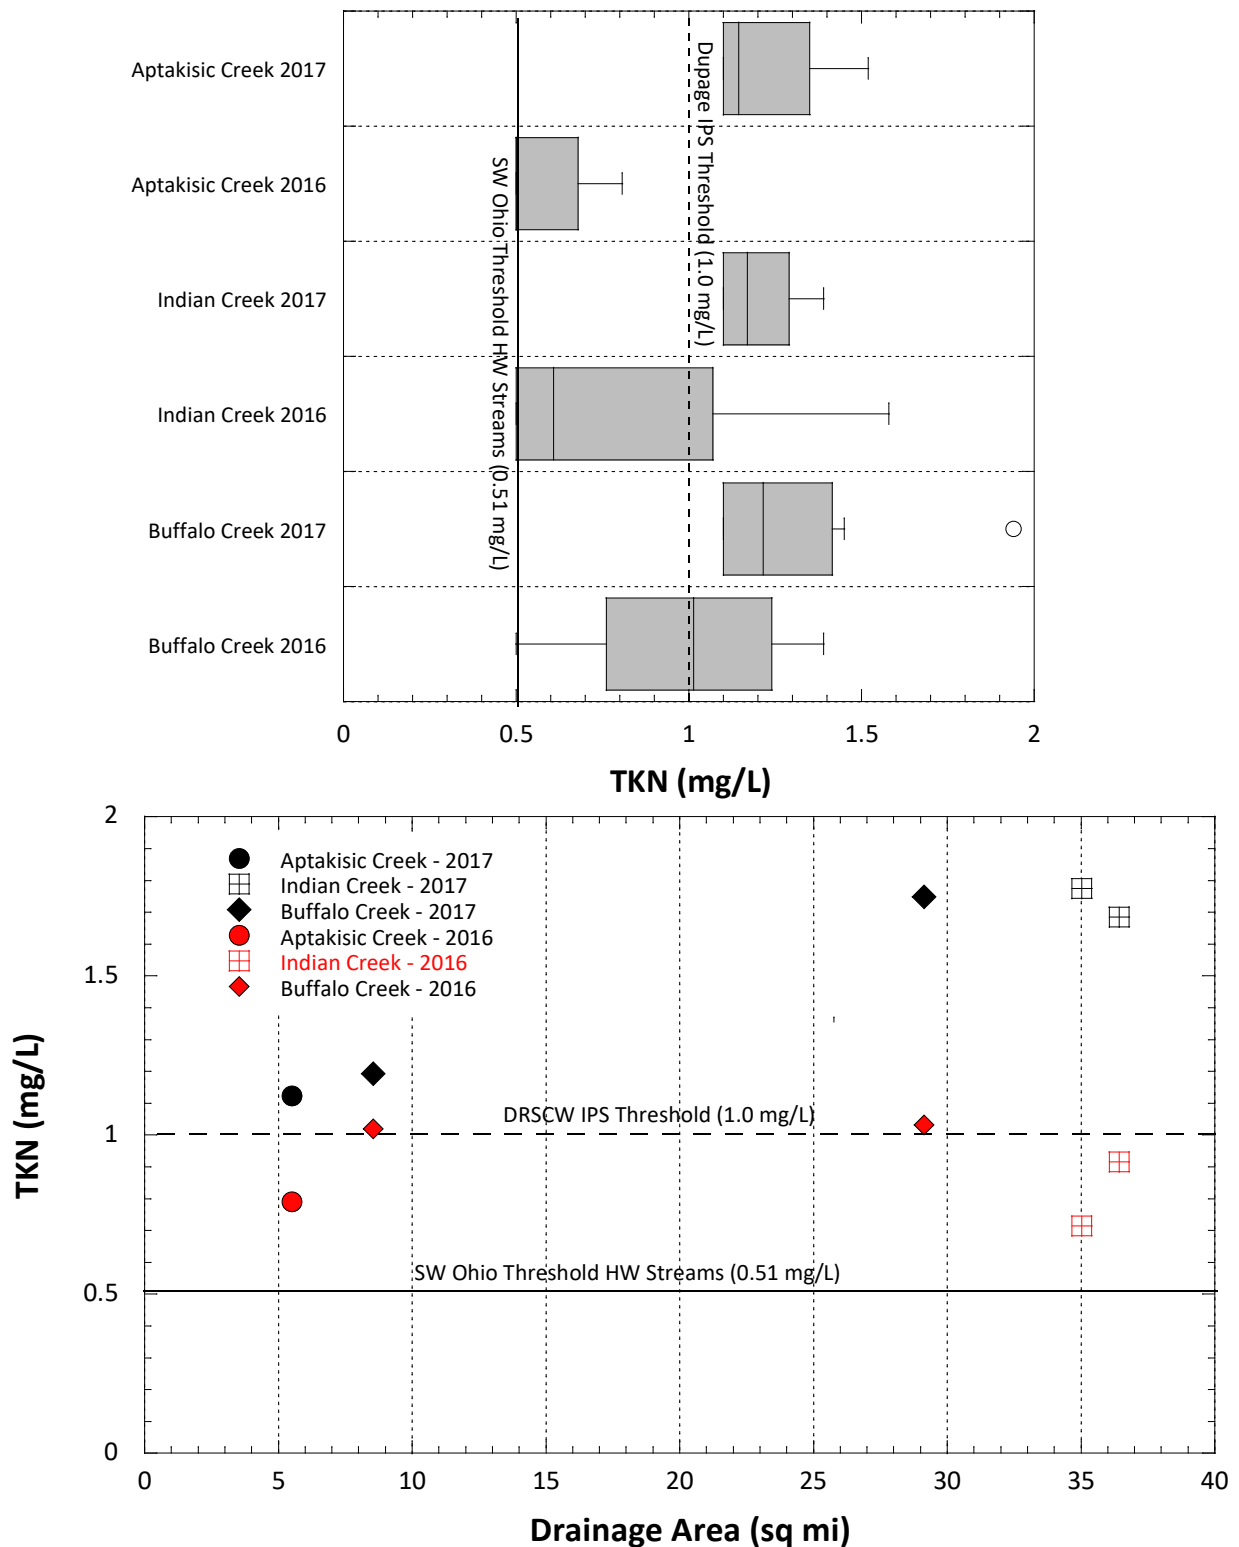 Aptakisic Creek 2017
Aptakisic Creek 2016
Indian Creek 2017
Indian Creek 2016
Buffalo Creek 2017
Buffalo Creek 2016
SW Ohio Threshold HW Streams (0.51 mg/L)
Dupage IPS Threshold (1.0 mg/L)
0
0.5
1
1.5
2
TKN (mg/L)
2
1.5
1
0.5
0
TKN (mg/L)
Aptakisic Creek - 2017
Indian Creek - 2017
Buffalo Creek - 2017
Aptakisic Creek - 2016
Indian Creek - 2016
Buffalo Creek - 2016
DRSCW IPS Threshold (1.0 mg/L)
SW Ohio Threshold HW Streams (0.51 mg/L)
0
5
10
15
20
25
30
35
40
Drainage Area (sq mi)